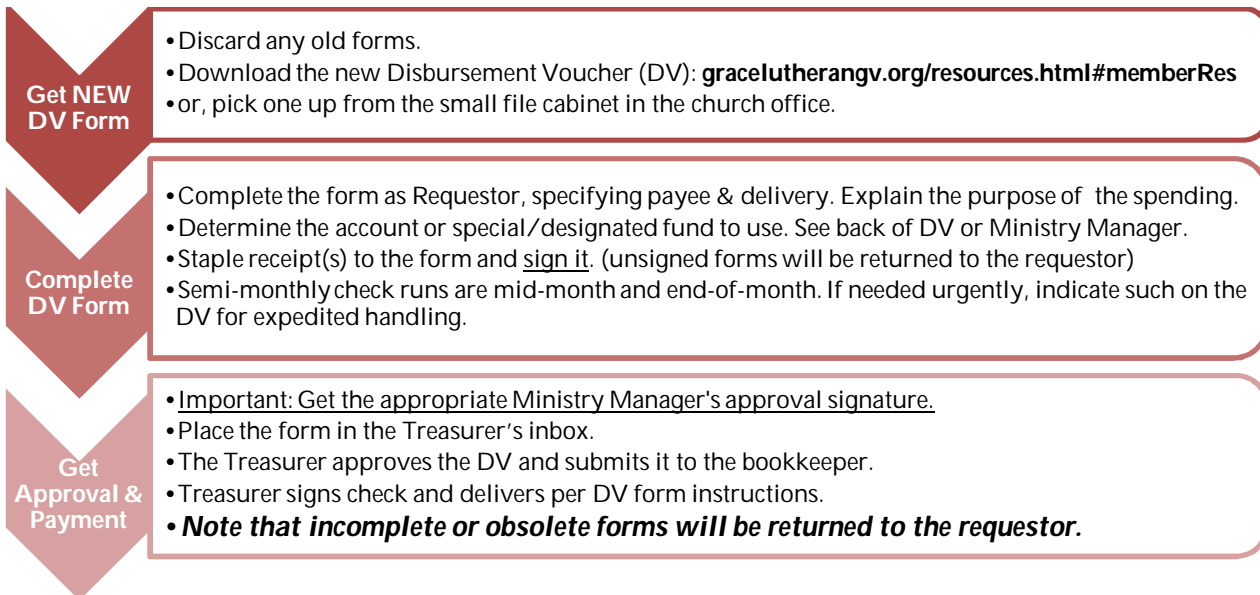 Get NEW
DV Form
•Discard any old forms.
•Download the new Disbursement Voucher (DV): gracelutherangv.org/resources.html#memberRes
•or, pick one up from the small file cabinet in the church office.
Complete
DV Form
•Complete the form as Requestor, specifying payee & delivery. Explain the purpose of the spending.
•Determine the account or special/designated fund to use. See back of DV or Ministry Manager.
•Staple receipt(s) to the form and sign it. (unsigned forms will be returned to the requestor)
•Semi-monthly check runs are mid-month and end-of-month. If needed urgently, indicate such on the
DV for expedited handling.
Get
Approval &
Payment
•Important: Get the appropriate Ministry Manager's approval signature.
•Place the form in the Treasurer’s inbox.
•The Treasurer approves the DV and submits it to the bookkeeper.
•Treasurer signs check and delivers per DV form instructions.
•Note that incomplete or obsolete forms will be returned to the requestor.